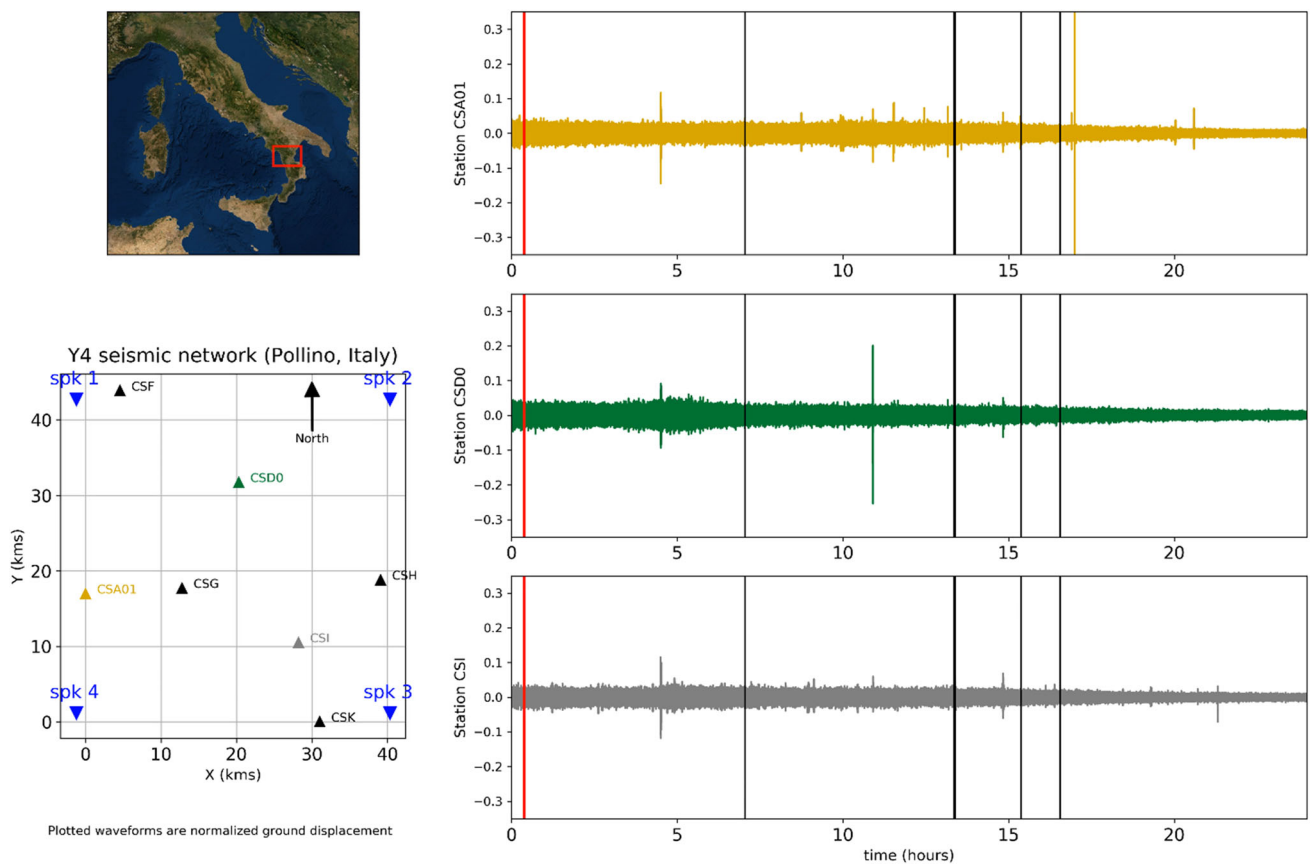 Y4 seismic network (Pollino, Italy)
spk 1
spk 2
CSF
North
CSD0
CSA01
CSG
CSH
CSI
spk 4
spk 3
CSK
40
30
20
10
0
Y (kms)
0 10 20 30 40
X (kms)
Plotted waveforms are normalized ground displacement
Station CSA01
0.3
0.2
0.1
0.0
−0.1
−0.2
−0.3
0 5 10 15 20
Station CSD0
0.3
0.2
0.1
0.0
−0.1
−0.2
−0.3
0 5 10 15 20
Station CSI
0.3
0.2
0.1
0.0
−0.1
−0.2
−0.3
0 5 10 15 20
time (hours)